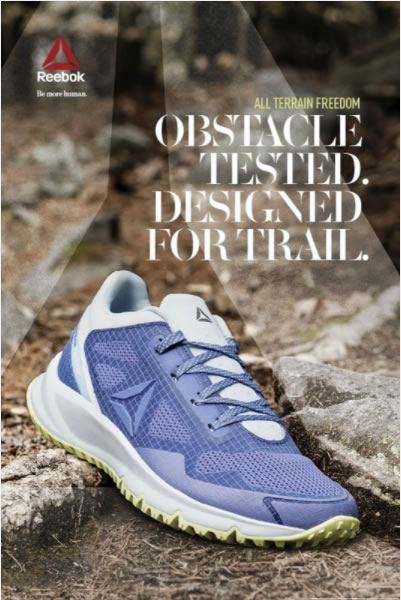 Reebok
Be more human.
ALL TERRAIN FREEDOM
OBSTACLE
TESTED.
DESIGNED
FOR TRAIL.